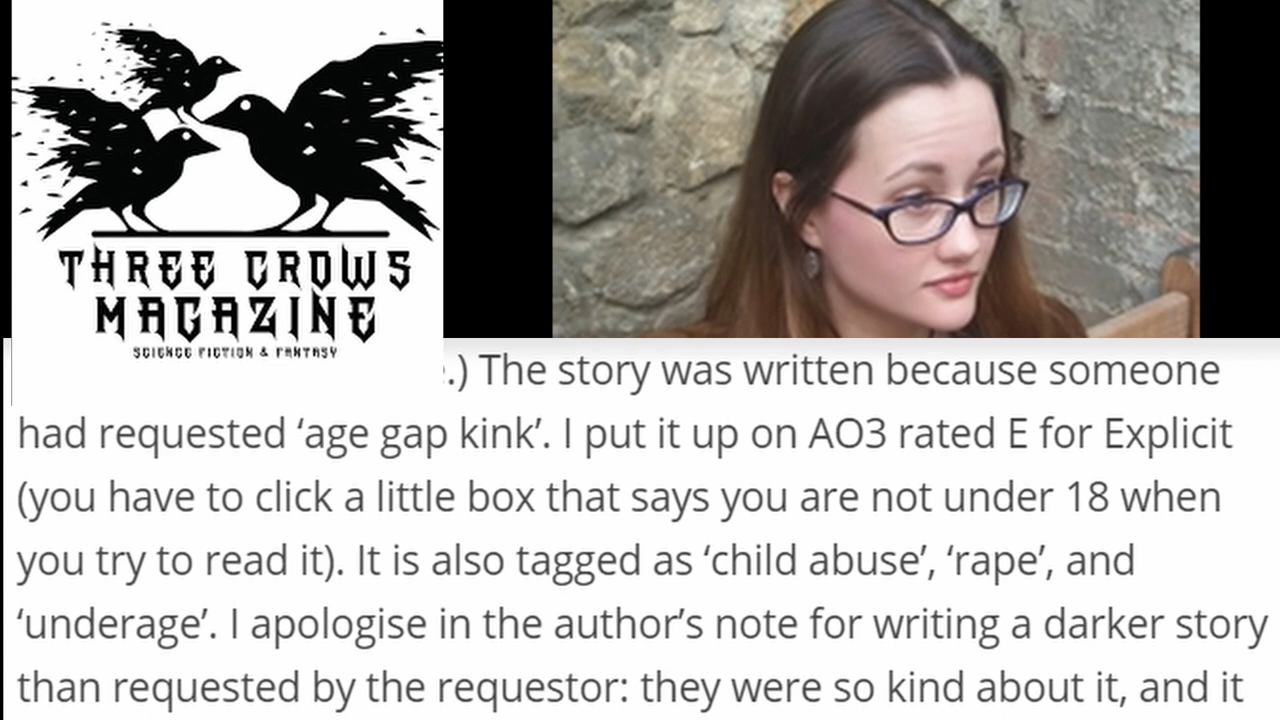 THREE CROWS
MAGAZINE
SCIENCE FICTION & FANTASY
.) The story was written because someone
had requested ‘age gap kink’. I put it up on AO3 rated E for Explicit
(you have to click a little box that says you are not under 18 when
you try to read it). It is also tagged as ‘child abuse’, ‘rape’, and
‘underage’. I apologise in the author’s note for writing a darker story
than requested by the requestor: they were so kind about it, and it